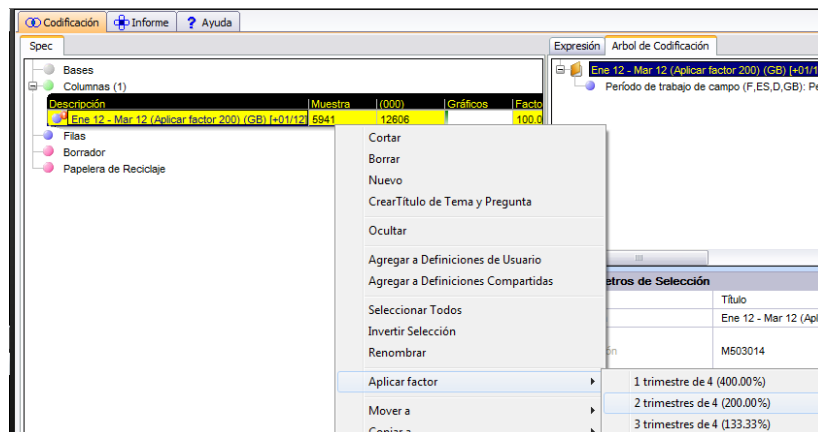 Codificación Informe ? Ayuda
Spec
Expresión Arbol de Codificación
Bases
Columnas (1)
Descripción Muestra (000) Gráficos Facto
Ene 12 - Mar 12 (Aplicar factor 200) (GB) [+01/12] 5941 12606 100.0
Filas
Borrador
Papelera de Reciclaje
Ene 12 - Mar 12 (Aplicar factor 200) (GB) [+01/1
Período de trabajo de campo (F,ES,D,GB): Pe
Cortar
Borrar
Nuevo
CrearTítulo de Tema y Pregunta
Ocultar
Agregar a Definiciones de Usuario
Agregar a Definiciones Compartidas
Seleccionar Todos
Invertir Selección
Renombrar
Aplicar factor
Mover a
Copiar a
etros de Selección
Título
Ene 12 - Mar 12 (Apl
ón M503014
1 trimestre de 4 (400.00%)
2 trimestres de 4 (200.00%)
3 trimestres de 4 (133.33%)